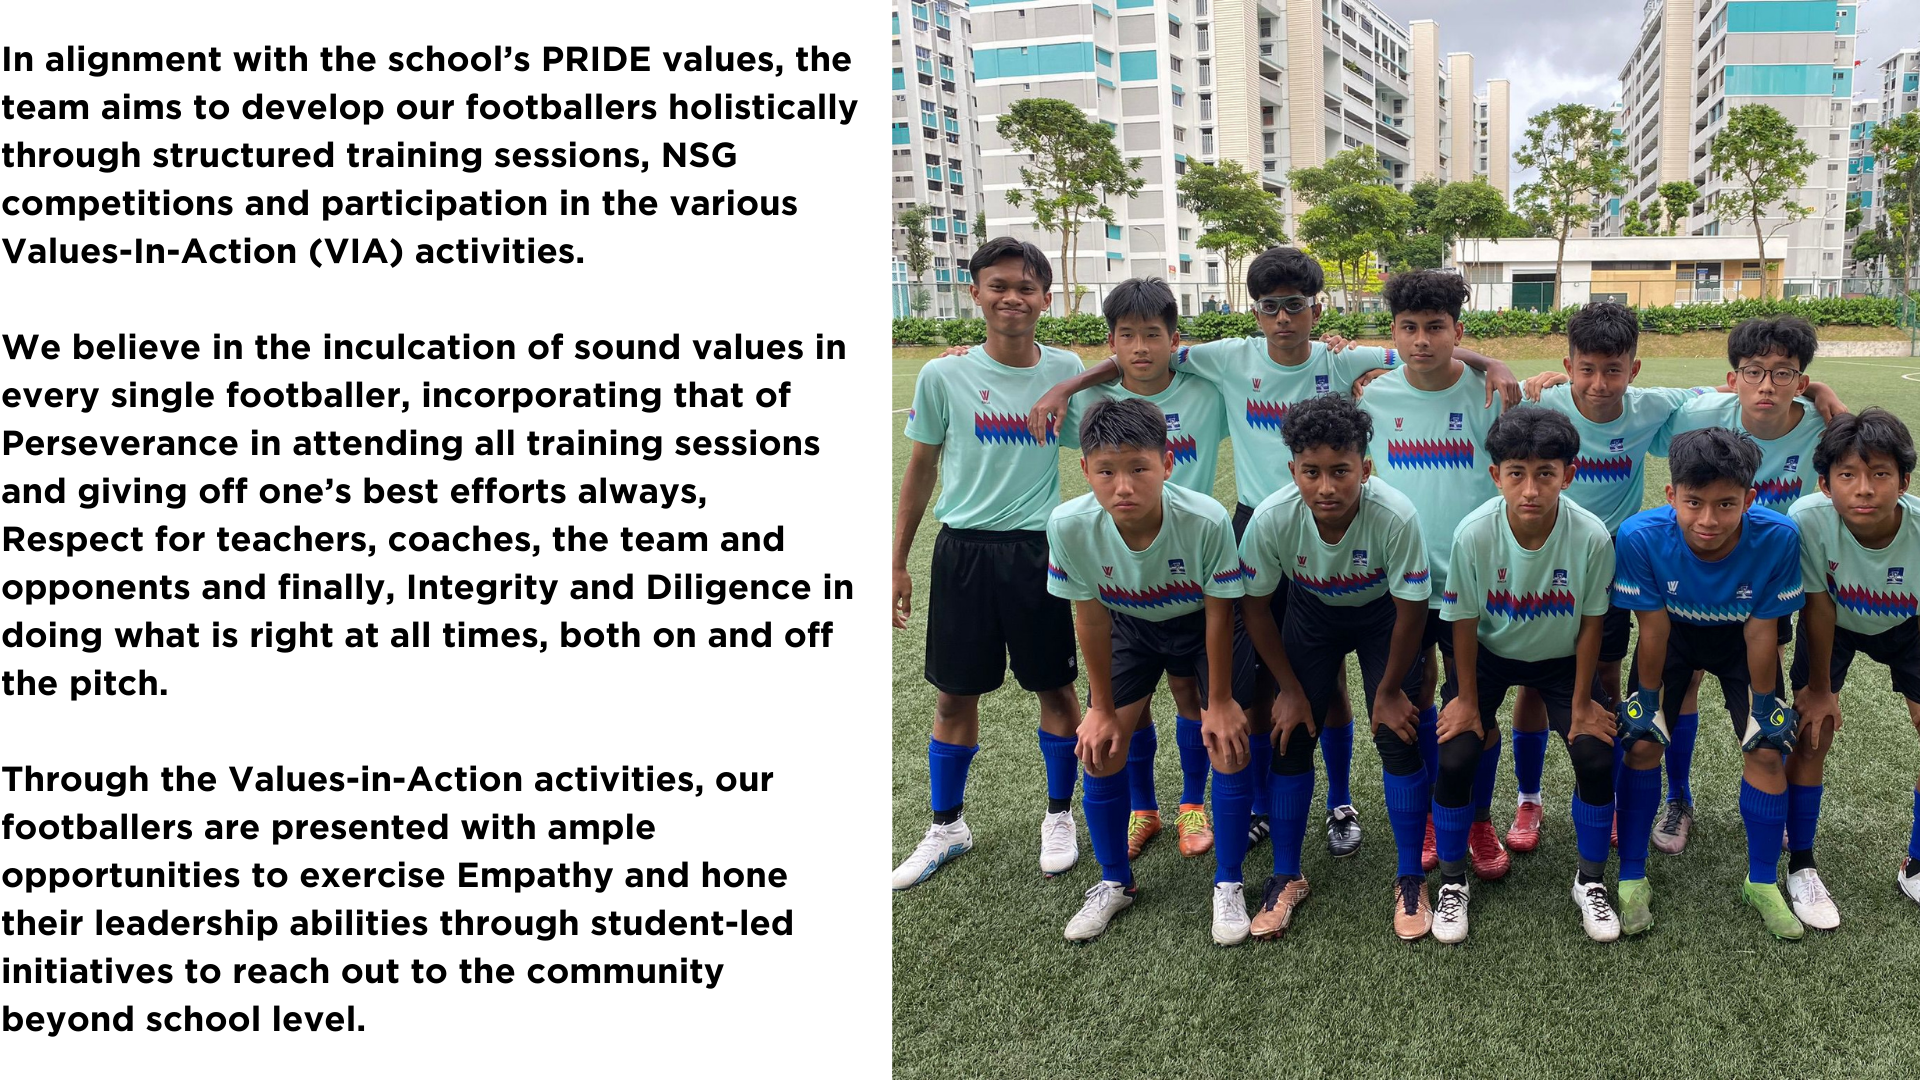 In alignment with the school’s PRIDE values, the
team aims to develop our footballers holistically
through structured training sessions, NSG
competitions and participation in the various
Values-In-Action (VIA) activities.
We believe in the inculcation of sound values in
every single footballer, incorporating that of
Perseverance in attending all training sessions
and giving off one’s best efforts always,
Respect for teachers, coaches, the team and
opponents and finally, Integrity and Diligence in
doing what is right at all times, both on and off
the pitch.
Through the Values-in-Action activities, our
footballers are presented with ample
opportunities to exercise Empathy and hone
their leadership abilities through student-led
initiatives to reach out to the community
beyond school level.